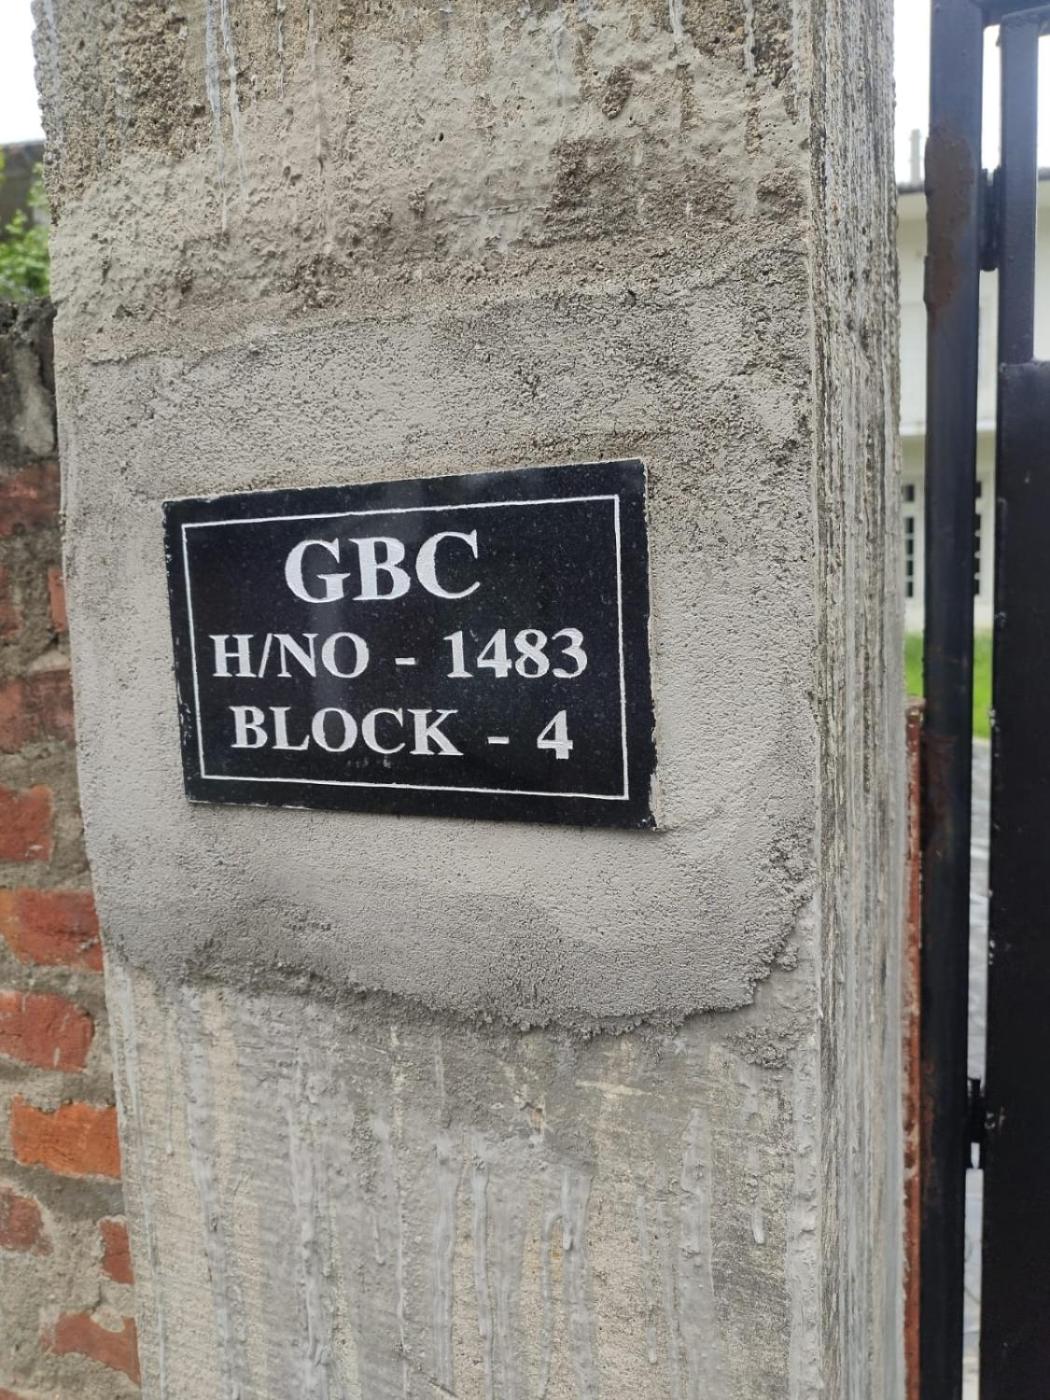 GBC
H/NO - 1483
BLOCK - 4